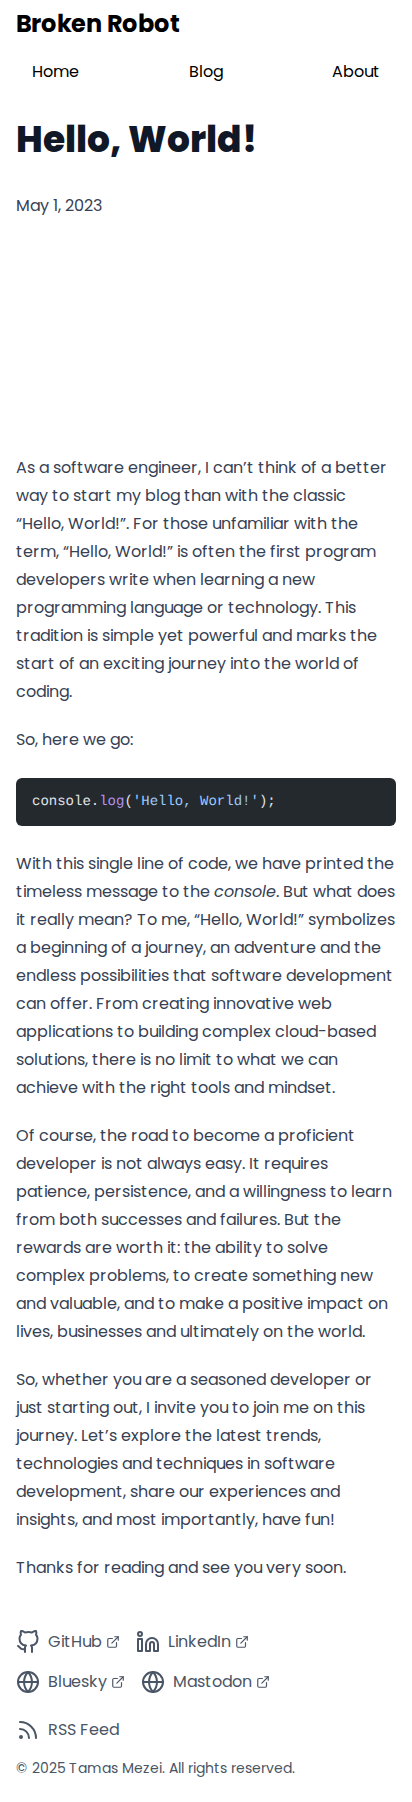 Broken Robot
Home Blog About
Hello, World!
May 1, 2023
As a software engineer, I can’t think of a better
way to start my blog than with the classic
“Hello, World!”. For those unfamiliar with the
term, “Hello, World!” is often the first program
developers write when learning a new
programming language or technology. This
tradition is simple yet powerful and marks the
start of an exciting journey into the world of
coding.
So, here we go:
console.log('Hello, World!');
With this single line of code, we have printed the
timeless message to the console. But what does
it really mean? To me, “Hello, World!” symbolizes
a beginning of a journey, an adventure and the
endless possibilities that software development
can offer. From creating innovative web
applications to building complex cloud-based
solutions, there is no limit to what we can
achieve with the right tools and mindset.
Of course, the road to become a proficient
developer is not always easy. It requires
patience, persistence, and a willingness to learn
from both successes and failures. But the
rewards are worth it: the ability to solve
complex problems, to create something new
and valuable, and to make a positive impact on
lives, businesses and ultimately on the world.
So, whether you are a seasoned developer or
just starting out, I invite you to join me on this
journey. Let’s explore the latest trends,
technologies and techniques in software
development, share our experiences and
insights, and most importantly, have fun!
Thanks for reading and see you very soon.
GitHub LinkedIn
Bluesky Mastodon
RSS Feed
© 2025 Tamas Mezei. All rights reserved.